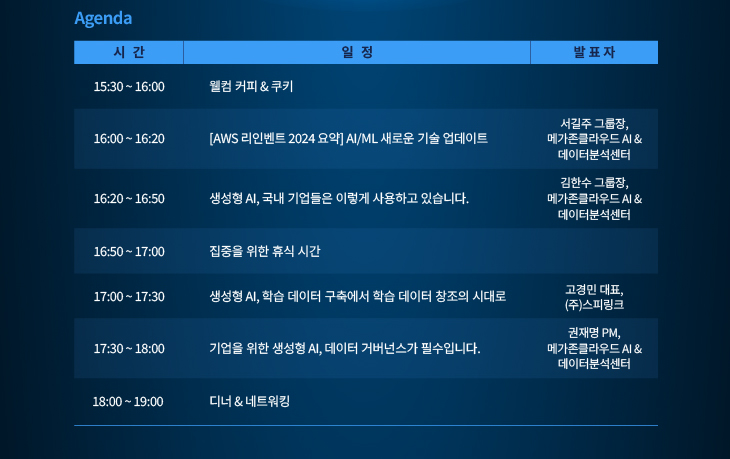 Agenda
시 간 일 정 발 표 자
15:30 ~ 16:00 웰컴 커피 & 쿠키
16:00 ~ 16:20 [AWS 리인벤트 2024 요약] AI/ML 새로운 기술 업데이트 서길주 그룹장,
메가존클라우드 AI &
데이터분석센터
16:20 ~ 16:50 생성형 AI, 국내 기업들은 이렇게 사용하고 있습니다. 김한수 그룹장,
메가존클라우드 AI &
데이터분석센터
16:50 ~ 17:00 집중을 위한 휴식 시간
17:00 ~ 17:30 생성형 AI, 학습 데이터 구축에서 학습 데이터 창조의 시대로 고경민 대표,
(주)스피링크
17:30 ~ 18:00 기업을 위한 생성형 AI, 데이터 거버넌스가 필수입니다. 권재명 PM,
메가존클라우드 AI &
데이터분석센터
18:00 ~ 19:00 디너 & 네트워킹